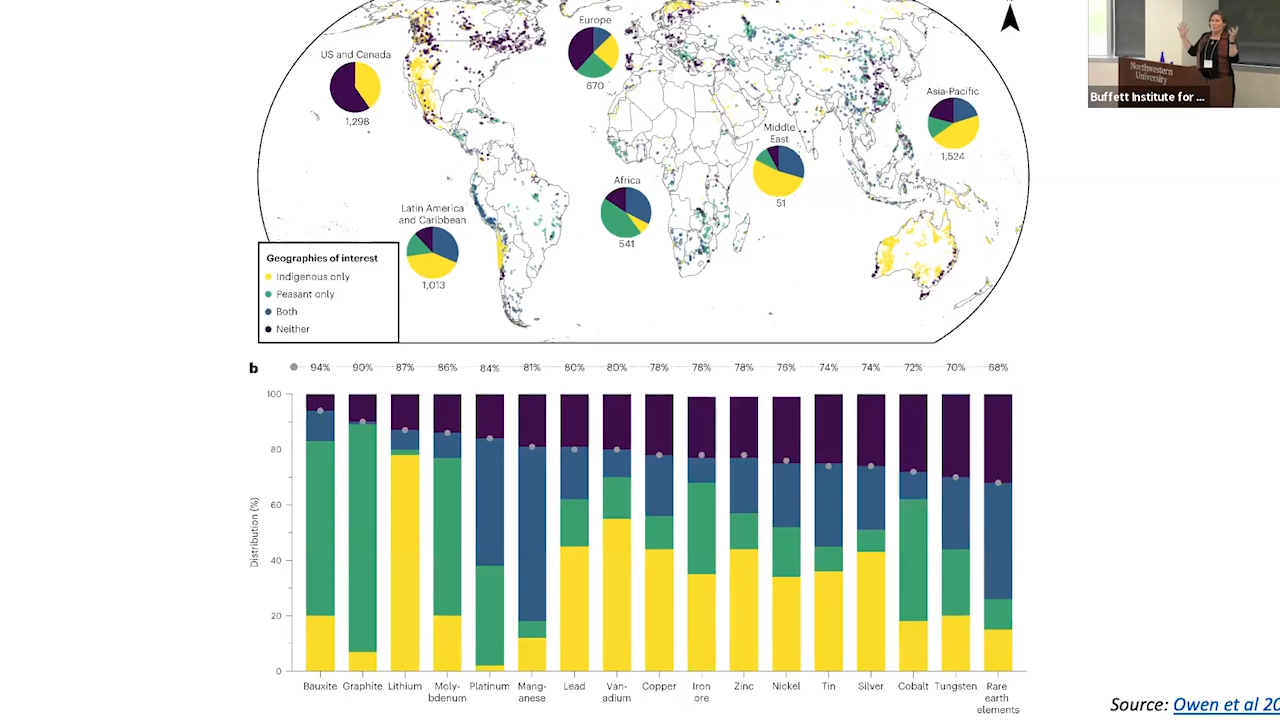 Europe
US and Canada
670
1,298
Asia-Pacific
1,524
Middle
East
51
Africa
541
Latin America
and Caribbean
1,013
Geographies of interest
Indigenous only
Peasant only
Both
Neither
Northwestern
University
Buffett Institute for ...
b
94% 90% 87% 86% 84% 81% 80% 80% 78% 78% 78% 76% 74% 74% 72% 70% 68%
100
80
60
40
20
0
Distribution (%)
Bauxite Graphite Lithium Moly-bdenum Platinum Mang-anese Lead Van-adium Copper Iron ore Zinc Nickel Tin Silver Cobalt Tungsten Rare earth elements
Source: Owen et al 20